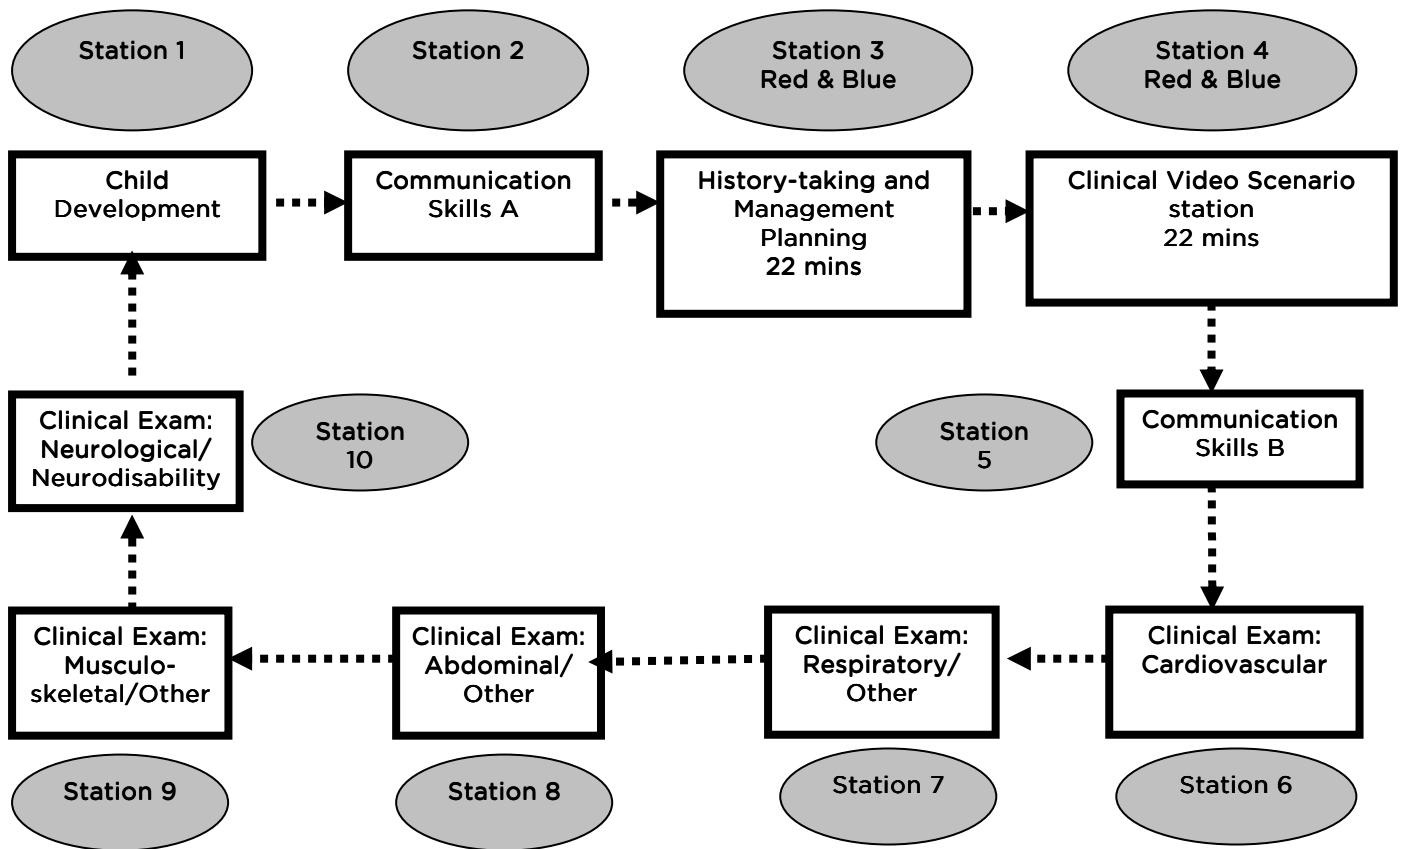 Station 1
Station 2
Station 3
Red & Blue
Station 4
Red & Blue
Child
Development
Communication
Skills A
History-taking and
Management
Planning
22 mins
Clinical Video Scenario
station
22 mins
Clinical Exam:
Neurological/
Neurodisability
Station
10
Station
5
Communication
Skills B
Clinical Exam:
Musculo-
skeletal/Other
Clinical Exam:
Abdominal/
Other
Clinical Exam:
Respiratory/
Other
Clinical Exam:
Cardiovascular
Station 9
Station 8
Station 7
Station 6